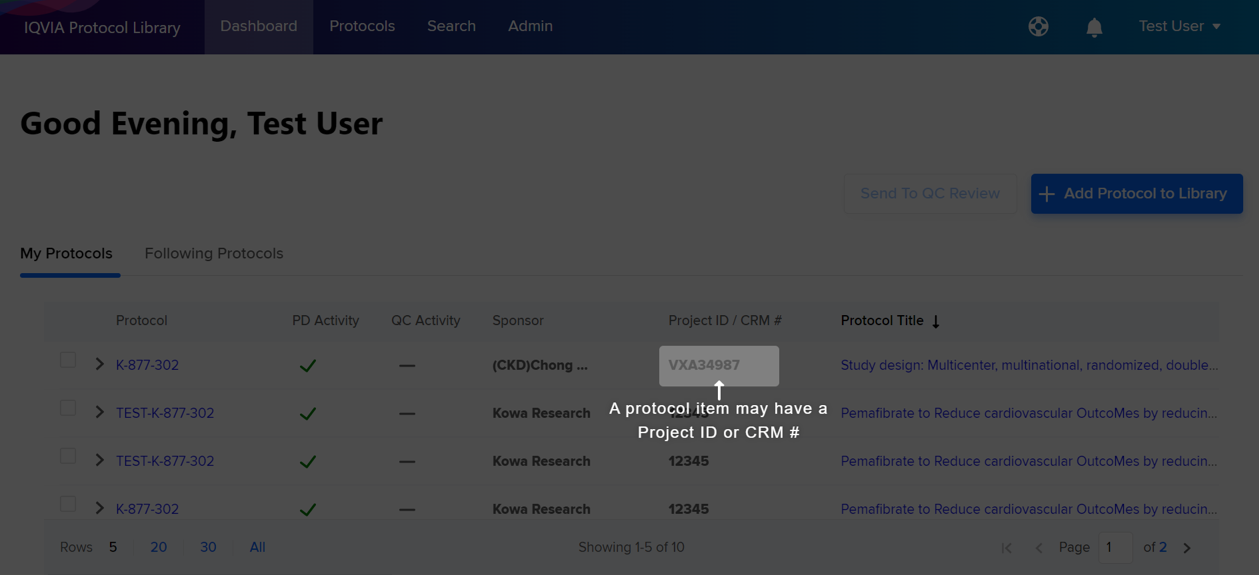 IQVIA Protocol Library Dashboard Protocols Search Admin Test User
Good Evening, Test User
Send To QC Review Add Protocol to Library
My Protocols Following Protocols
Protocol PD Activity QC Activity Sponsor Project ID / CRM # Protocol Title
K-877-302 (CKD)Chong ... VXA34987 Study design: Multicenter, multinational, randomized, double...
TEST-K-877-302 Kowa Research 12345 Pemafibrate to Reduce cardiovascular OutcoMes by reducin...
A protocol item may have a
Project ID or CRM #
TEST-K-877-302 Kowa Research 12345 Pemafibrate to Reduce cardiovascular OutcoMes by reducin...
K-877-302 Kowa Research 12345 Pemafibrate to Reduce cardiovascular OutcoMes by reducin...
Rows 5 20 30 All Showing 1-5 of 10 Page 1 of 2